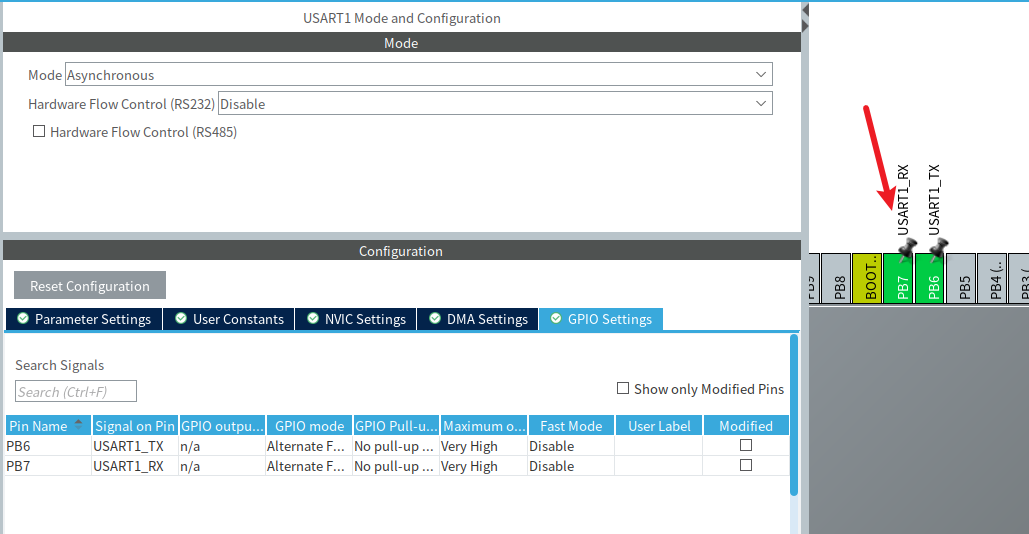 USART1 Mode and Configuration
Mode
Mode Asynchronous
Hardware Flow Control (RS232) Disable
Hardware Flow Control (RS485)
Configuration
Reset Configuration
Parameter Settings User Constants NVIC Settings DMA Settings GPIO Settings
Search Signals
Search (Ctrl+F)
Show only Modified Pins
Pin Name Signal on Pin GPIO outpu... GPIO mode GPIO Pull-u... Maximum o... Fast Mode User Label Modified
PB6 USART1_TX n/a Alternate F... No pull-up ... Very High Disable
PB7 USART1_RX n/a Alternate F... No pull-up ... Very High Disable
USART1_RX
USART1_TX
PB9
PB8
BOOT..
PB7
PB6
PB5
PB4 (..
PB3 (